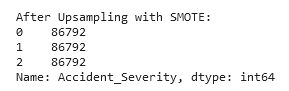 After Upsampling with SMOTE:
0    86792
1    86792
2    86792
Name: Accident_Severity, dtype: int64